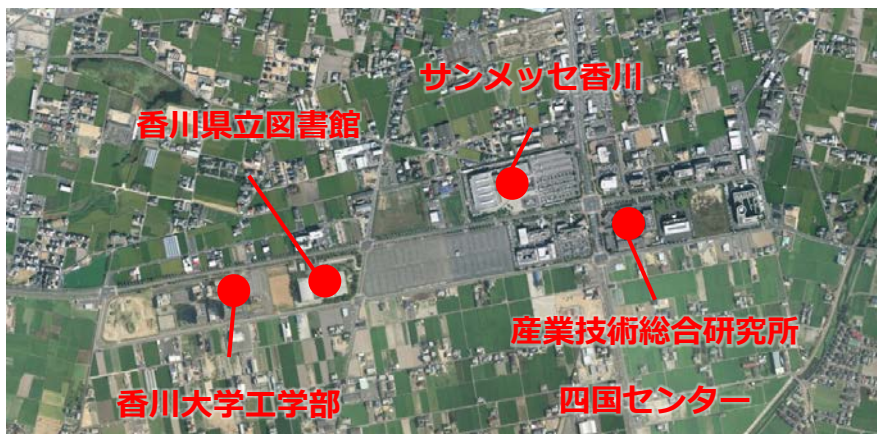 サンメッセ香川
香川県立図書館
産業技術総合研究所
四国センター
香川大学工学部